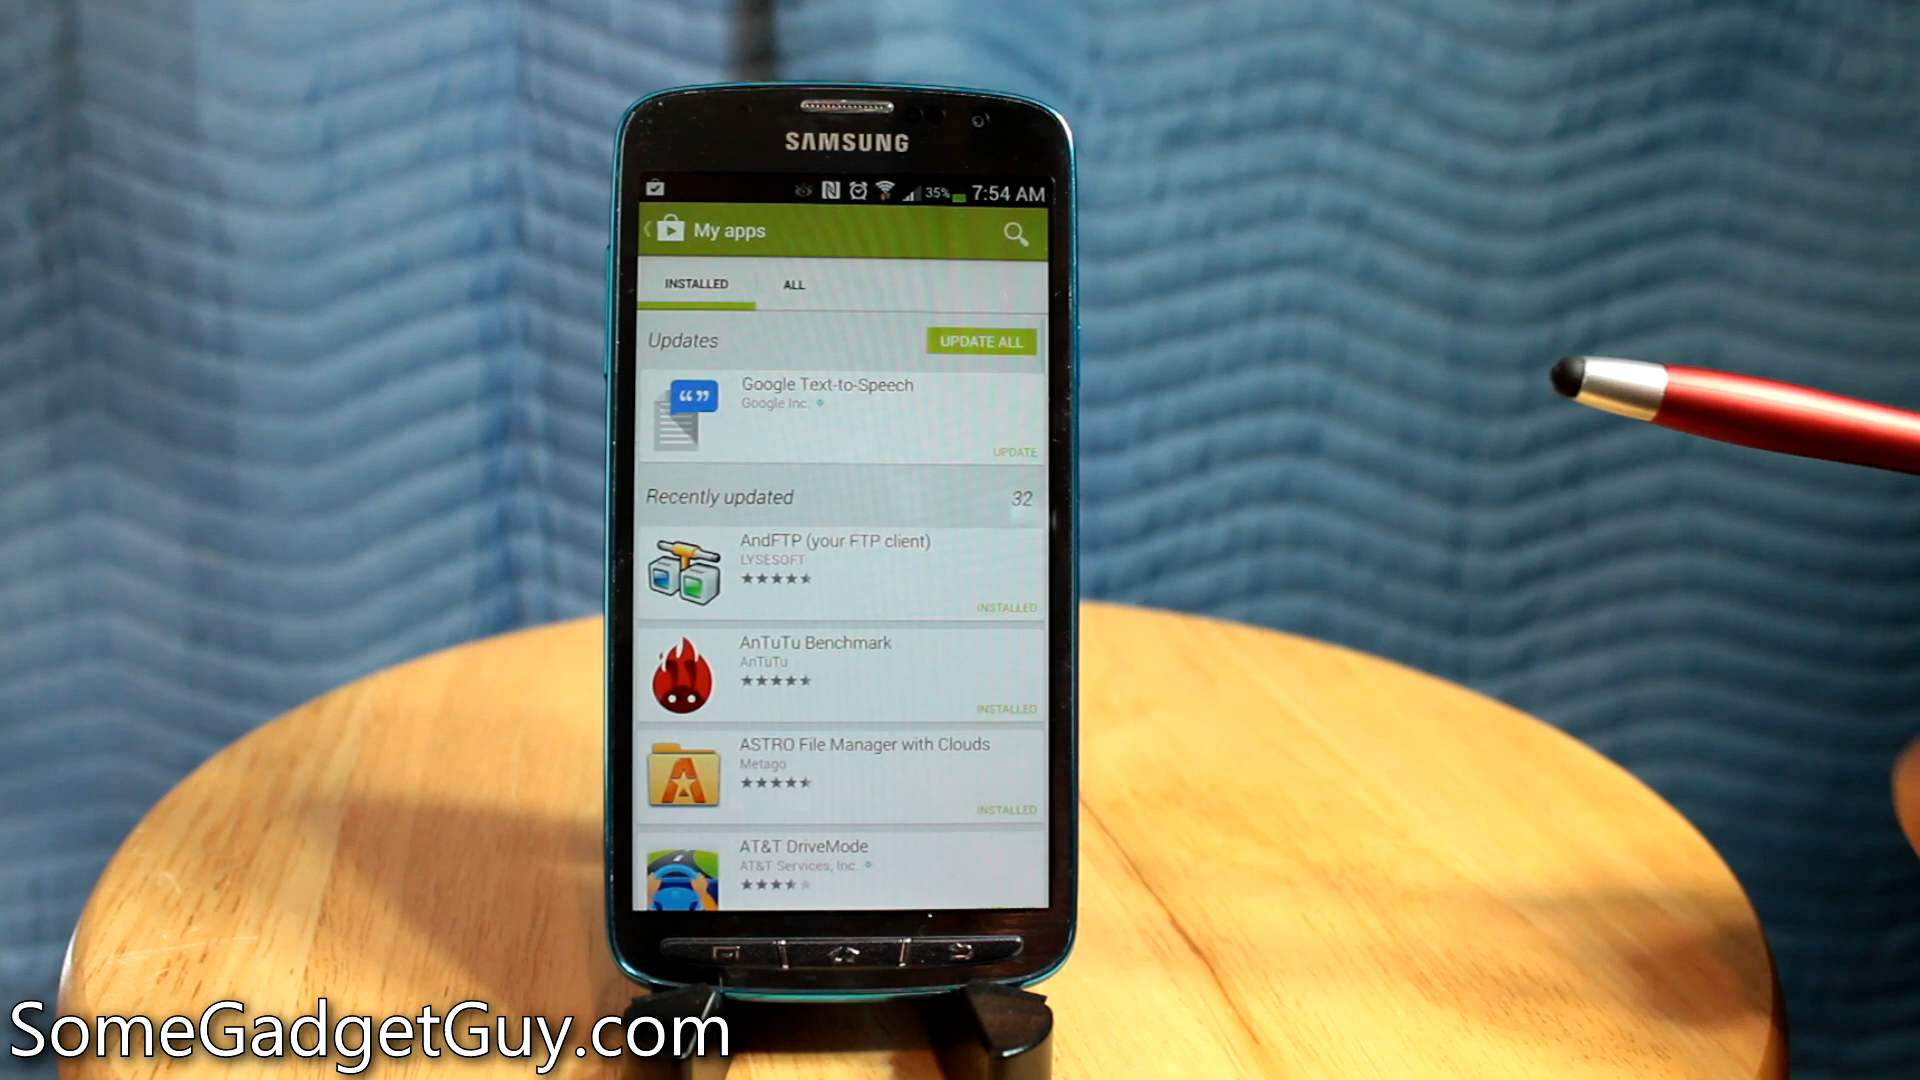 SAMSUNG
35% 7:54 AM
My apps
INSTALLED ALL
Updates UPDATE ALL
Google Text-to-Speech
Google Inc.
UPDATE
Recently updated 32
AndFTP (your FTP client)
LYSESOFT
INSTALLED
AnTuTu Benchmark
AnTuTu
INSTALLED
ASTRO File Manager with Clouds
Metago
INSTALLED
AT&T DriveMode
AT&T Services, Inc.
SomeGadgetGuy.com